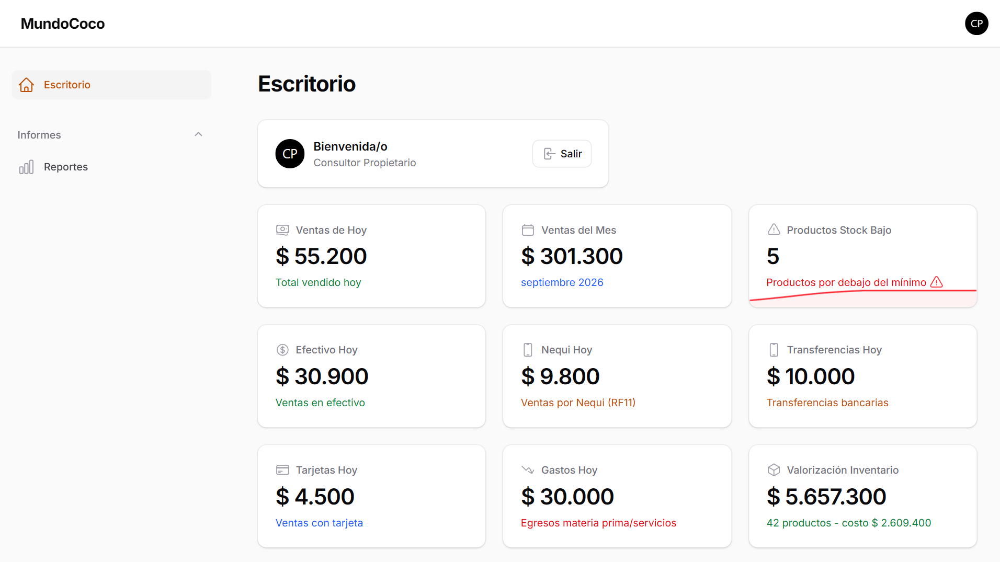 MundoCoco
CP
Escritorio
Informes
Reportes
Escritorio
CP
Bienvenida/o
Consultor Propietario
Salir
Ventas de Hoy
$ 55.200
Total vendido hoy
Ventas del Mes
$ 301.300
septiembre 2026
Productos Stock Bajo
5
Productos por debajo del mínimo
Efectivo Hoy
$ 30.900
Ventas en efectivo
Nequi Hoy
$ 9.800
Ventas por Nequi (RF11)
Transferencias Hoy
$ 10.000
Transferencias bancarias
Tarjetas Hoy
$ 4.500
Ventas con tarjeta
Gastos Hoy
$ 30.000
Egresos materia prima/servicios
Valorización Inventario
$ 5.657.300
42 productos - costo $ 2.609.400